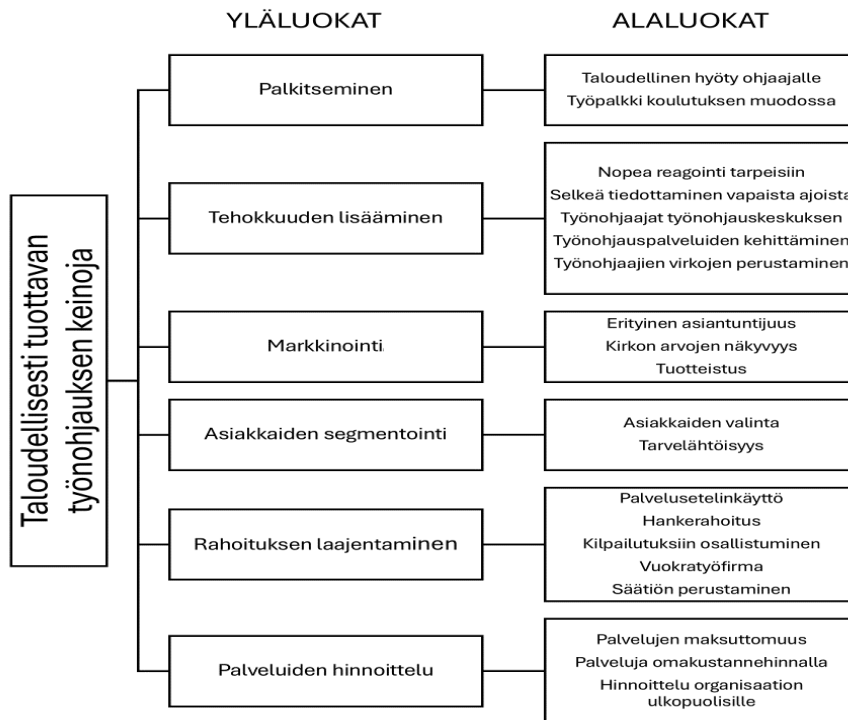 YLÄLUOKAT
ALALUOKAT
Taloudellisesti tuottavan
työnohjauksen keinoja
Palkitseminen
Taloudellinen hyöty ohjaajalle
Työpalkki koulutuksen muodossa
Tehokkuuden lisääminen
Nopea reagointi tarpeisiin
Selkeä tiedottaminen vapaista ajoista
Työnohjaajat työnohjauskeskuksen
Työnohjauspalveluiden kehittäminen
Työnohjaajien virkojen perustaminen
Markkinointi
Erityinen asiantuntijuus
Kirkon arvojen näkyvyys
Tuotteistus
Asiakkaiden segmentointi
Asiakkaiden valinta
Tarvelähtöisyys
Rahoituksen laajentaminen
Palvelusetelinkäyttö
Hankerahoitus
Kilpailutuksiin osallistuminen
Vuokratyöfirma
Säätiön perustaminen
Palveluiden hinnoittelu
Palvelujen maksuttomuus
Palveluja omakustannehinnalla
Hinnoittelu organisaation
ulkopuolisille